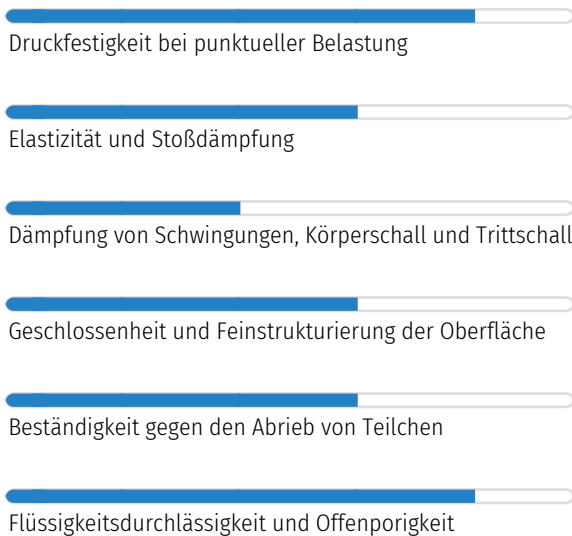 Druckfestigkeit bei punktueller Belastung
Elastizität und Stoßdämpfung
Dämpfung von Schwingungen, Körperschall und Trittschall
Geschlossenheit und Feinstrukturierung der Oberfläche
Beständigkeit gegen den Abrieb von Teilchen
Flüssigkeitsdurchlässigkeit und Offenporigkeit